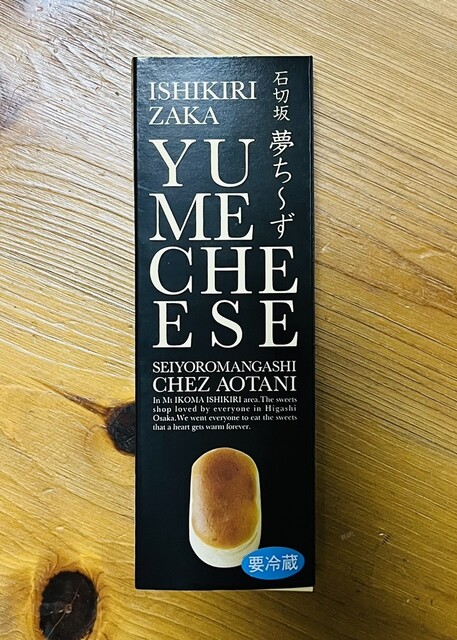 ISHIKIRI
ZAKA
石切坂 夢ち〜ず
YU
ME
CHE
ESE
SEIYOROMANGASHI
CHEZ AOTANI
In Mt IKOMA ISHIKIRI area.The sweets
shop loved by everyone in Higashi
Osaka.We went everyone to eat the sweets
that a heart gets warm forever.
要冷蔵